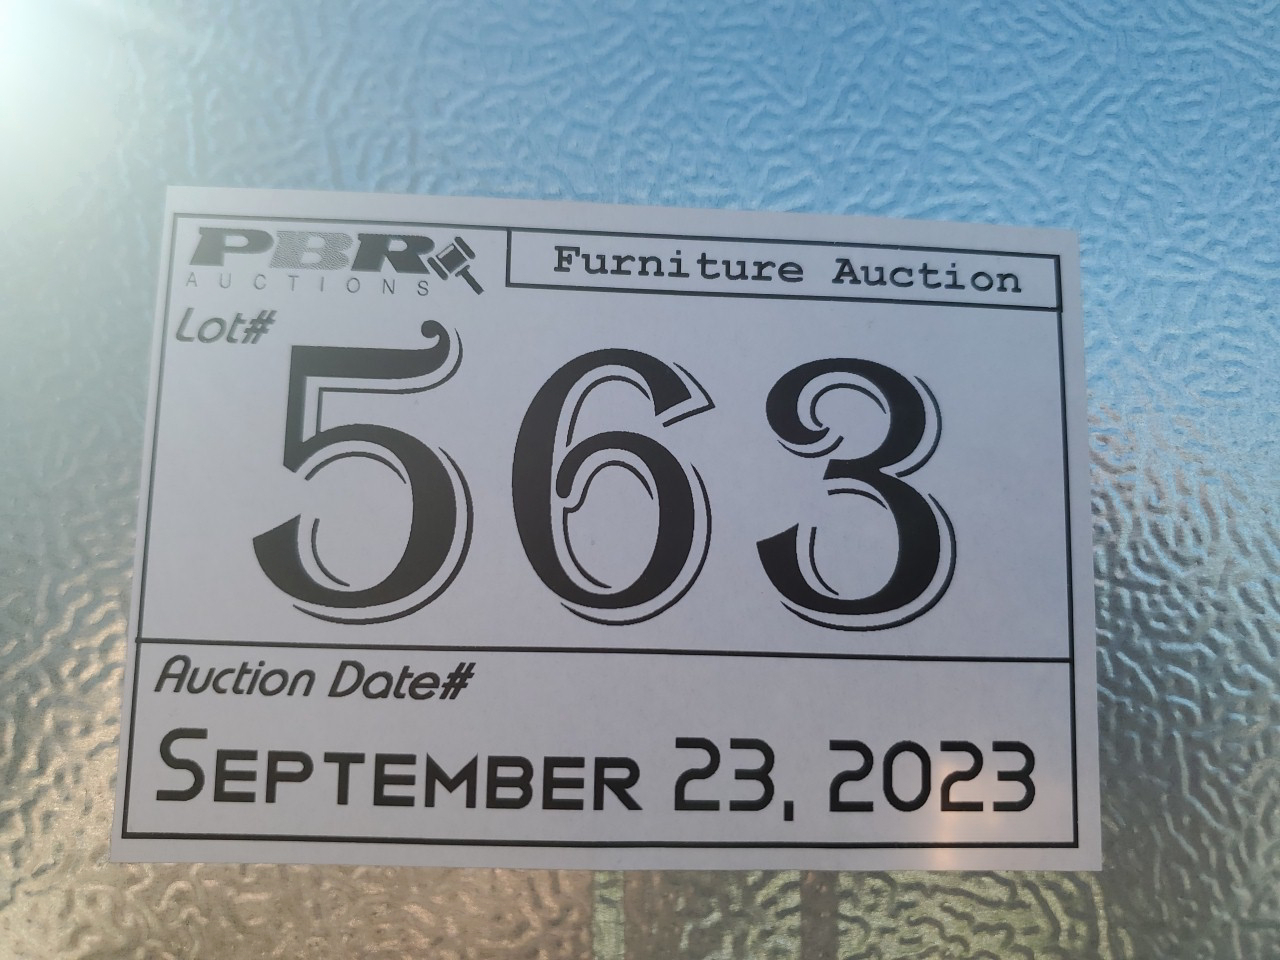 PBR
AUCTIONS
Furniture Auction
Lot#
563
Auction Date#
September 23, 2023